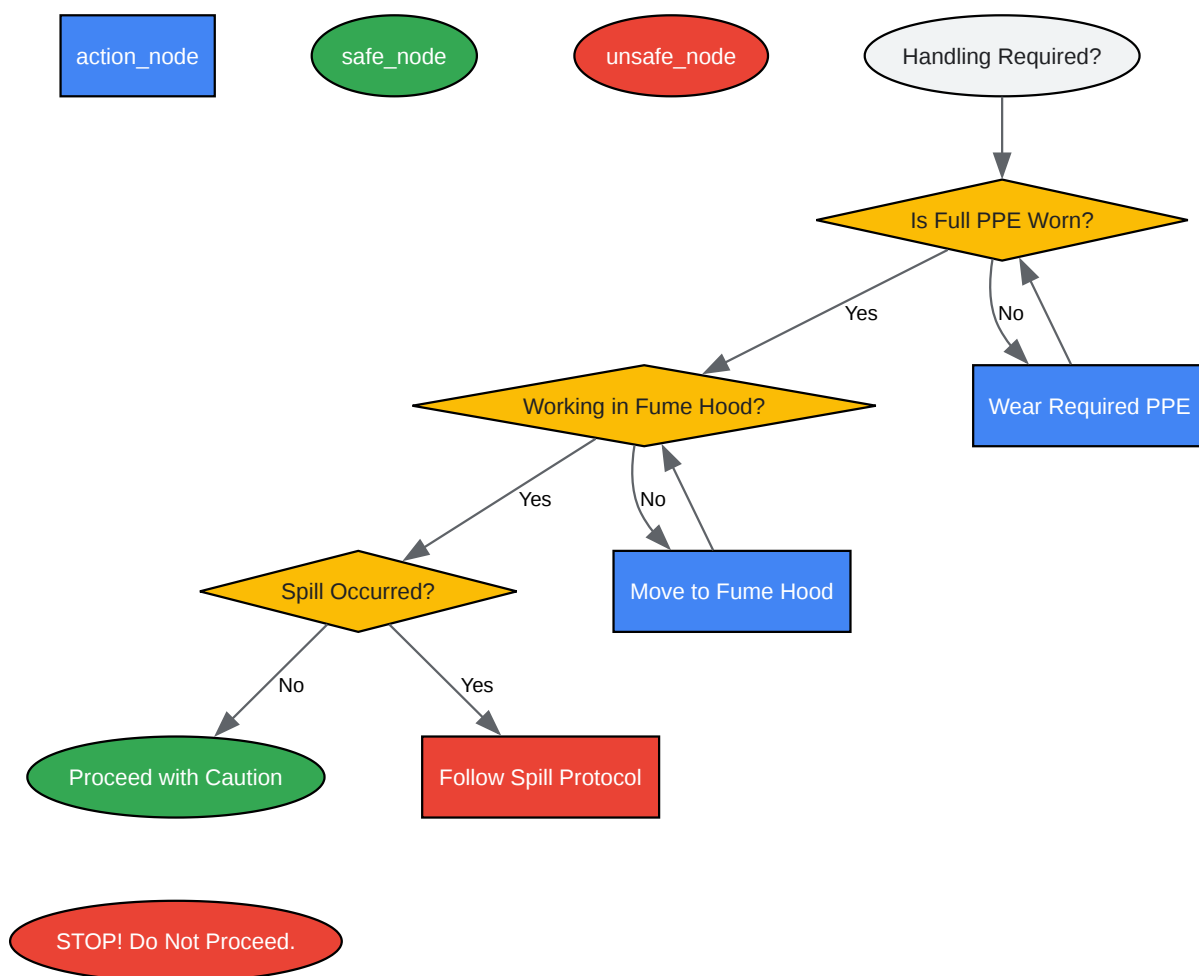 action_node
safe_node
unsafe_node
Handling Required?
Is Full PPE Worn?
Yes
No
Working in Fume Hood?
Wear Required PPE
Yes
No
Spill Occurred?
Move to Fume Hood
No
Yes
Proceed with Caution
Follow Spill Protocol
STOP! Do Not Proceed.